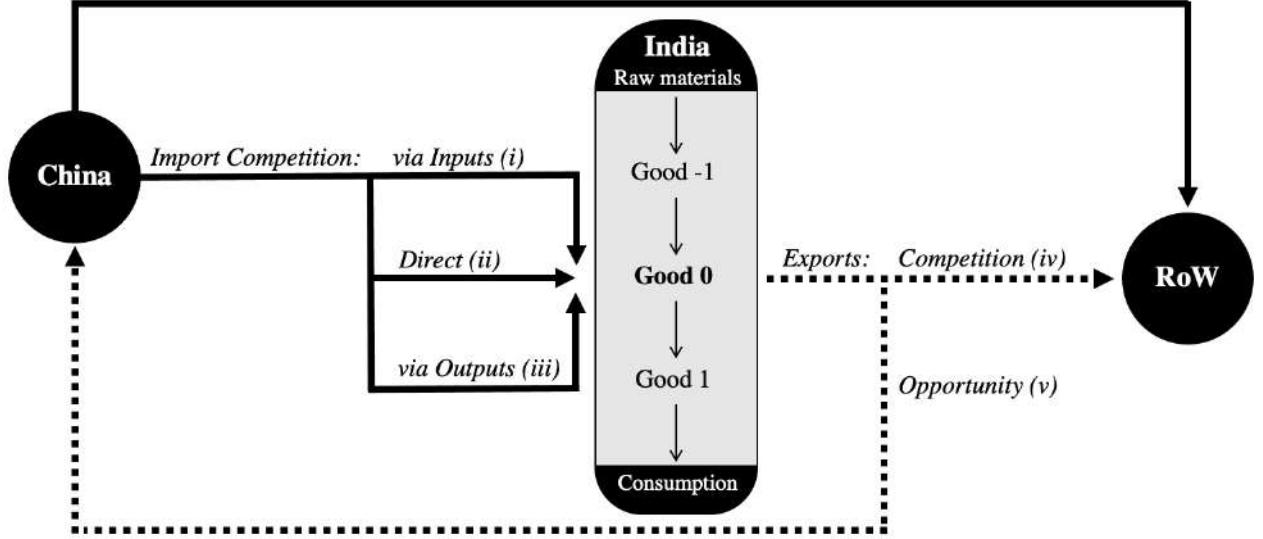 India
Raw materials
China
Import Competition:
via Inputs (i)
Good -1
Direct (ii)
Good 0
Exports:
Competition (iv)
RoW
via Outputs (iii)
Good 1
Opportunity (v)
Consumption